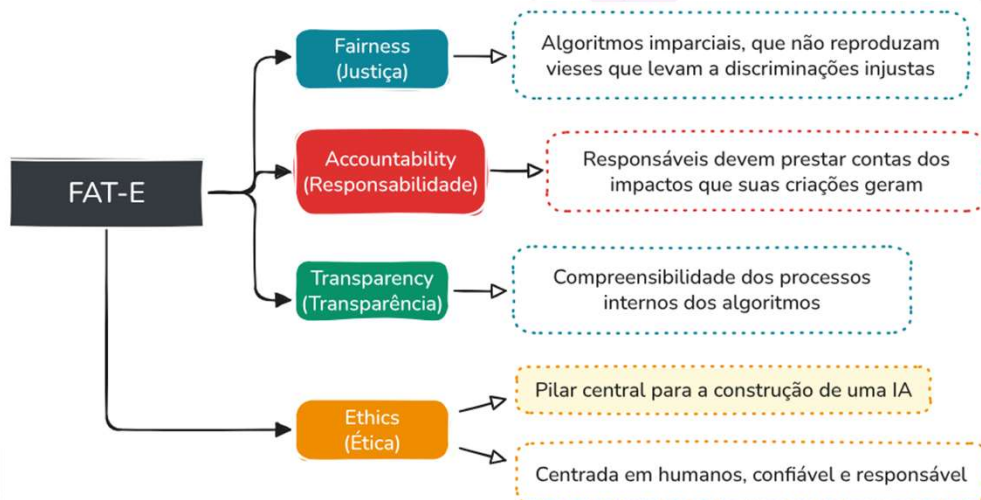 FAT-E
Fairness
(Justiça)
Algoritmos imparciais, que não reproduzam
vieses que levam a discriminações injustas
Accountability
(Responsabilidade)
Responsáveis devem prestar contas dos
impactos que suas criações geram
Transparency
(Transparência)
Compreensibilidade dos processos
internos dos algoritmos
Ethics
(Ética)
Pilar central para a construção de uma IA
Centrada em humanos, confiável e responsável